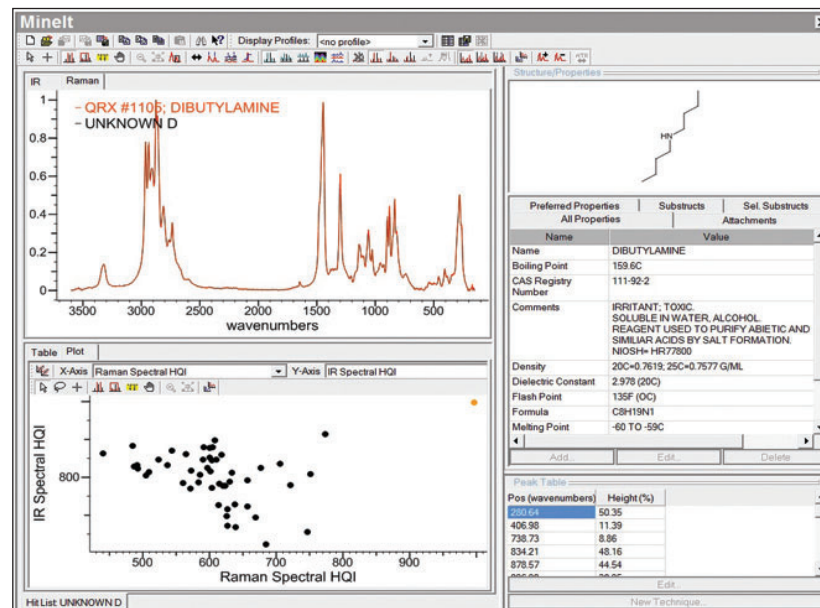 MineIt
Display Profiles: <no profile>
IR Raman
QRX #1105; DIBUTYLAMINE
UNKNOWN D
1
0.8
0.6
0.4
0.2
0
3500 3000 2500 2000 1500 1000 500
wavenumbers
Table Plot
X-Axis Raman Spectral HQI Y-Axis IR Spectral HQI
IR Spectral HQI
800
500 600 700 800 900
Raman Spectral HQI
Hit List: UNKNOWN D
Structure/Properties
HN
Preferred Properties Substructs Sel. Substructs
All Properties Attachments
Name Value
Name DIBUTYLAMINE
Boiling Point 159.6C
CAS Registry 111-92-2
Number
Comments IRRITANT; TOXIC.
SOLUBLE IN WATER, ALCOHOL.
REAGENT USED TO PURIFY ABIETIC AND
SIMILIAR ACIDS BY SALT FORMATION.
NIOSH= HR77800
Density 20C=0.7619; 25C=0.7577 G/ML
Dielectric Constant 2.978 (20C)
Flash Point 135F (OC)
Formula C8H19N1
Melting Point -60 TO -59C
Add... Edit... Delete
Peak Table
Pos (wavenumbers) Height (%)
280.64 50.35
406.98 11.39
738.73 8.86
834.21 48.16
878.57 44.54
Edit...
New Technique...